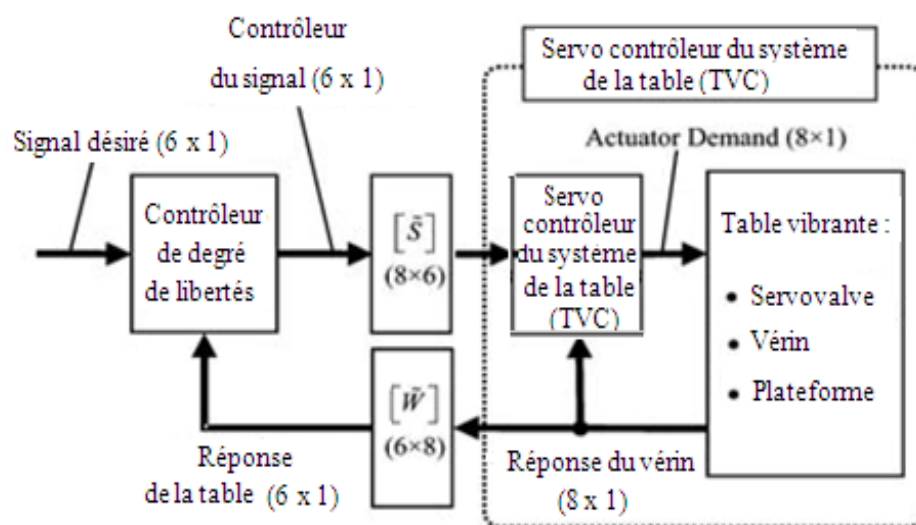 Contrôleur
du signal (6 x 1)
Servo contrôleur du système
de la table (TVC)
Signal désiré (6 x 1)
Actuator Demand (8×1)
Contrôleur
de degré
de libertés
[S̃]
(8×6)
Servo
contrôleur
du système
de la table
(TVC)
Table vibrante :
• Servovalve
• Vérin
• Plateforme
[W̃]
(6×8)
Réponse
de la table (6 x 1)
Réponse du vérin
(8 x 1)